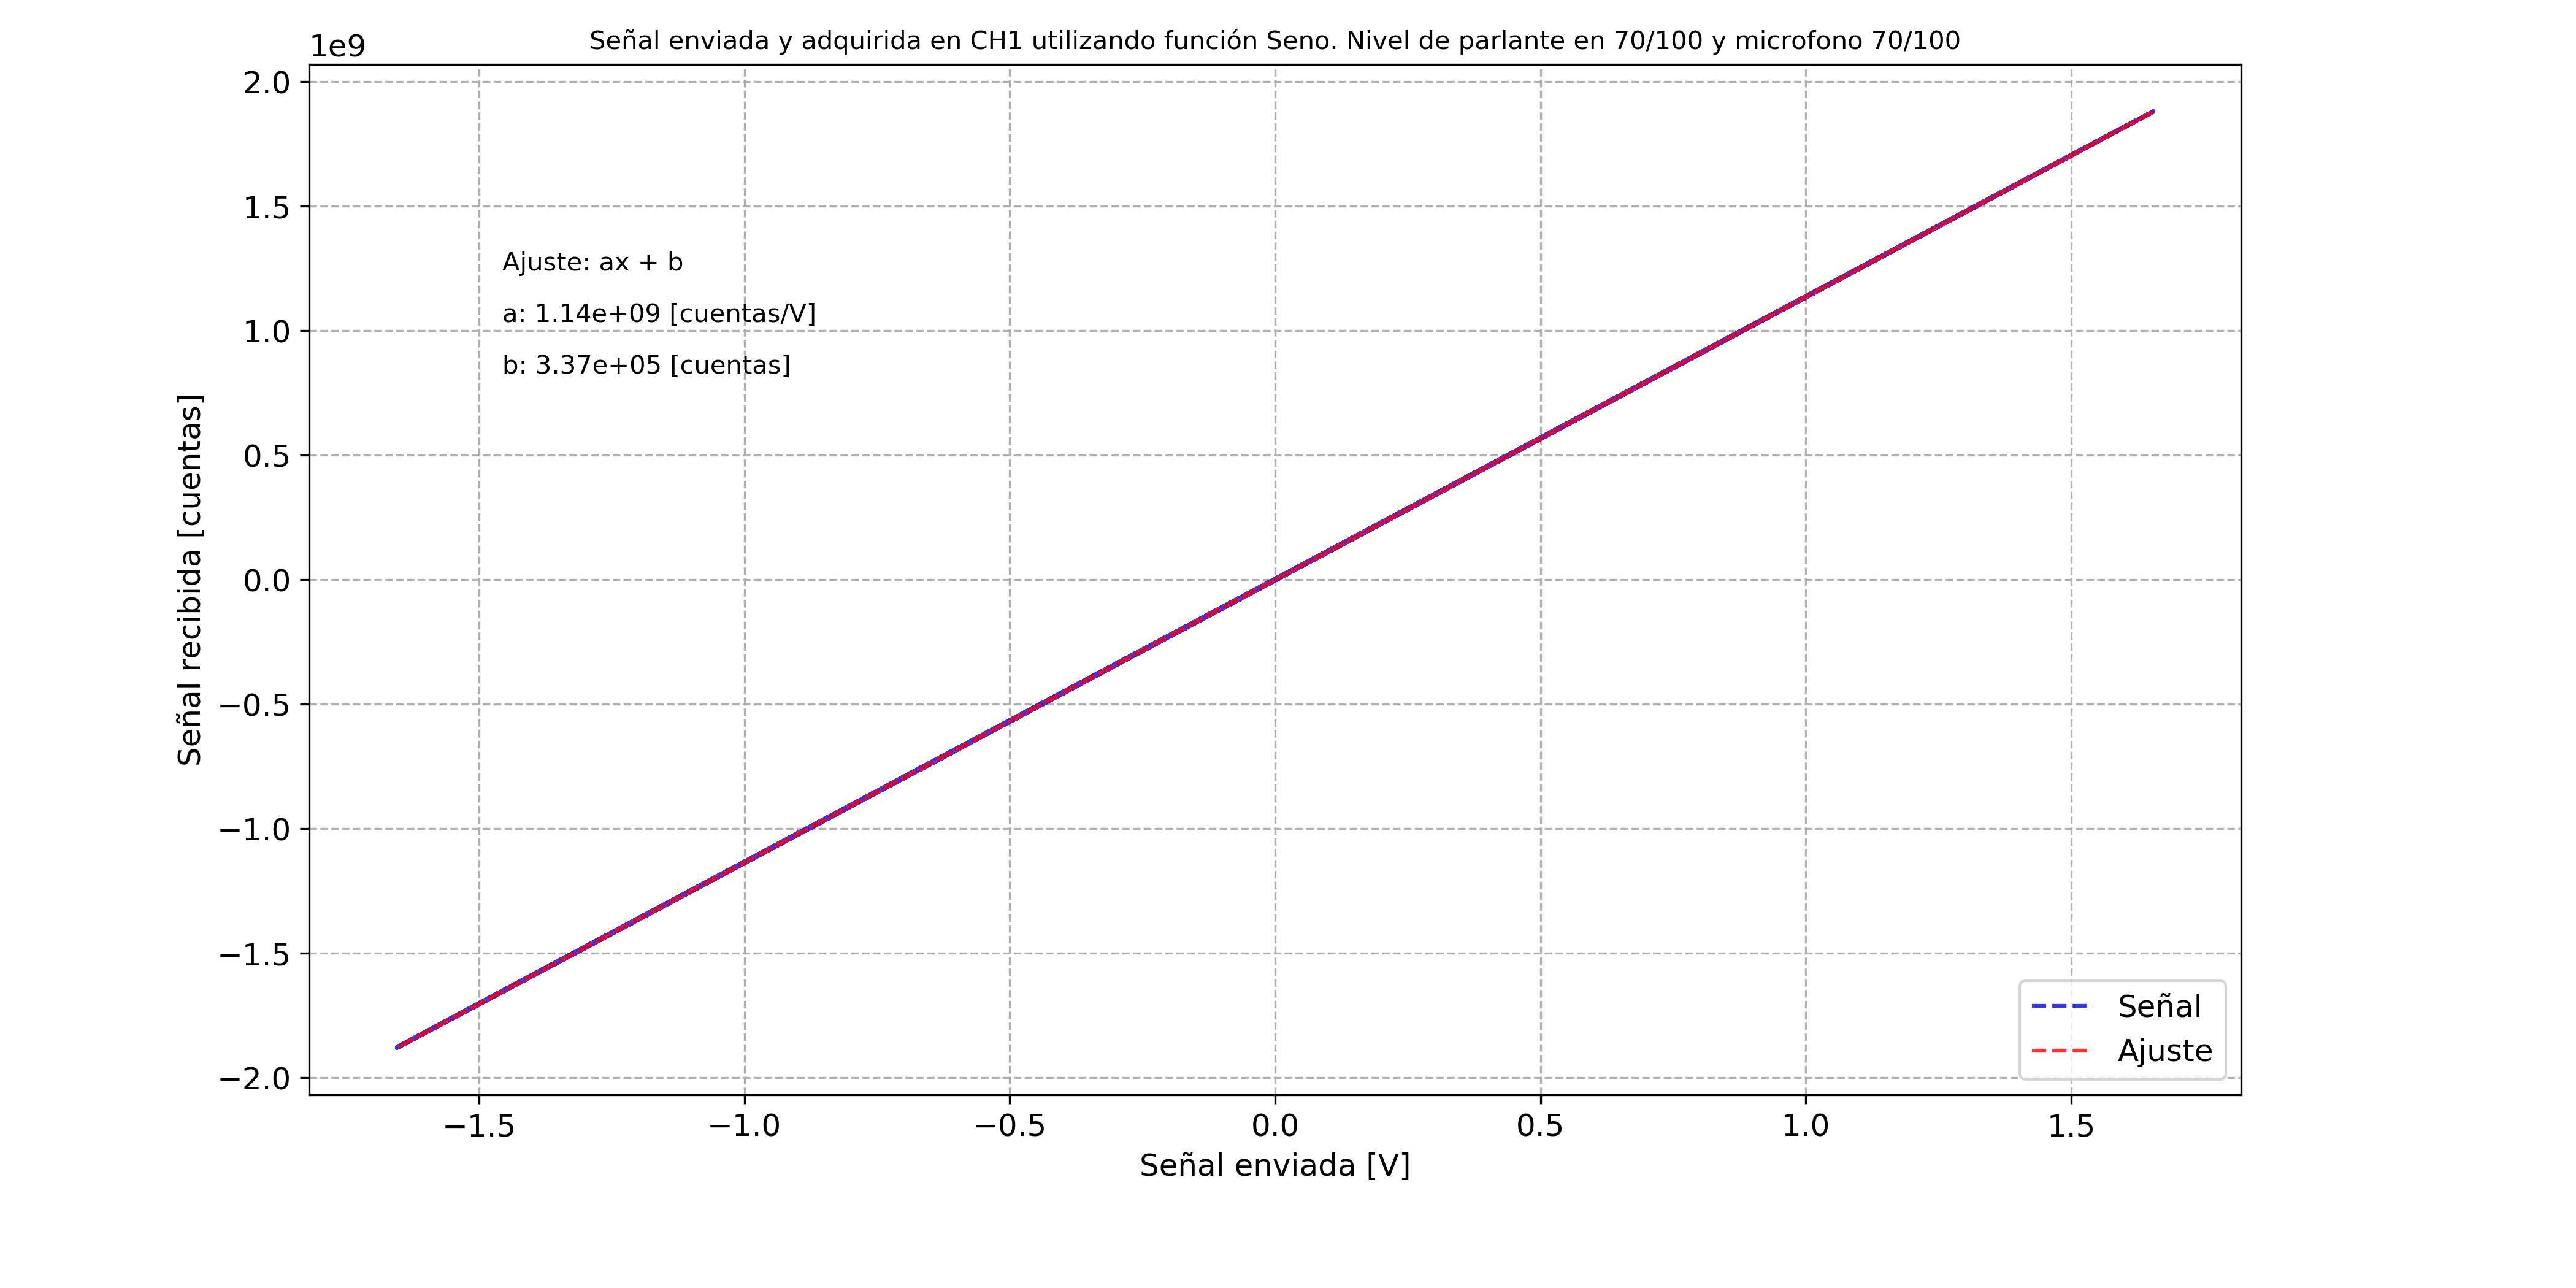 1e9
Señal enviada y adquirida en CH1 utilizando función Seno. Nivel de parlante en 70/100 y microfono 70/100
2.0
1.5
1.0
0.5
0.0
−0.5
−1.0
−1.5
−2.0
Señal recibida [cuentas]
Ajuste: ax + b
a: 1.14e+09 [cuentas/V]
b: 3.37e+05 [cuentas]
Señal
Ajuste
−1.5 −1.0 −0.5 0.0 0.5 1.0 1.5
Señal enviada [V]